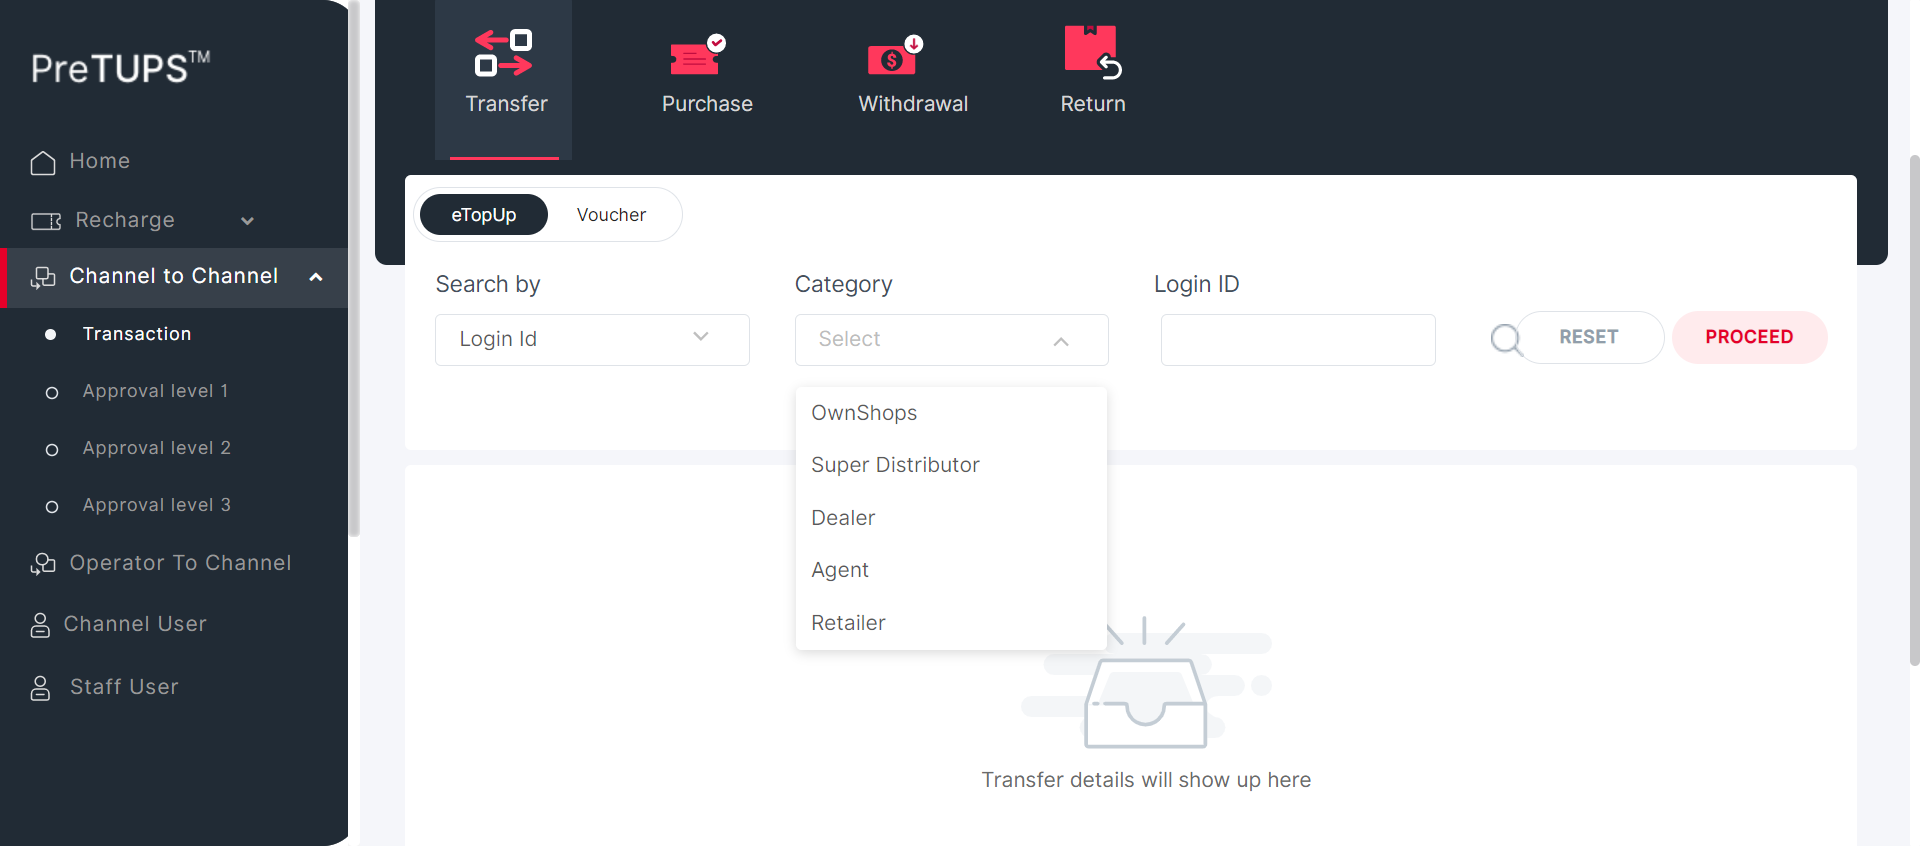 PreTUPS™
Home
Recharge
Channel to Channel
Transaction
Approval level 1
Approval level 2
Approval level 3
Operator To Channel
Channel User
Staff User
Transfer
Purchase
Withdrawal
Return
eTopUp
Voucher
Search by
Category
Login ID
Login Id
Select
RESET
PROCEED
OwnShops
Super Distributor
Dealer
Agent
Retailer
Transfer details will show up here